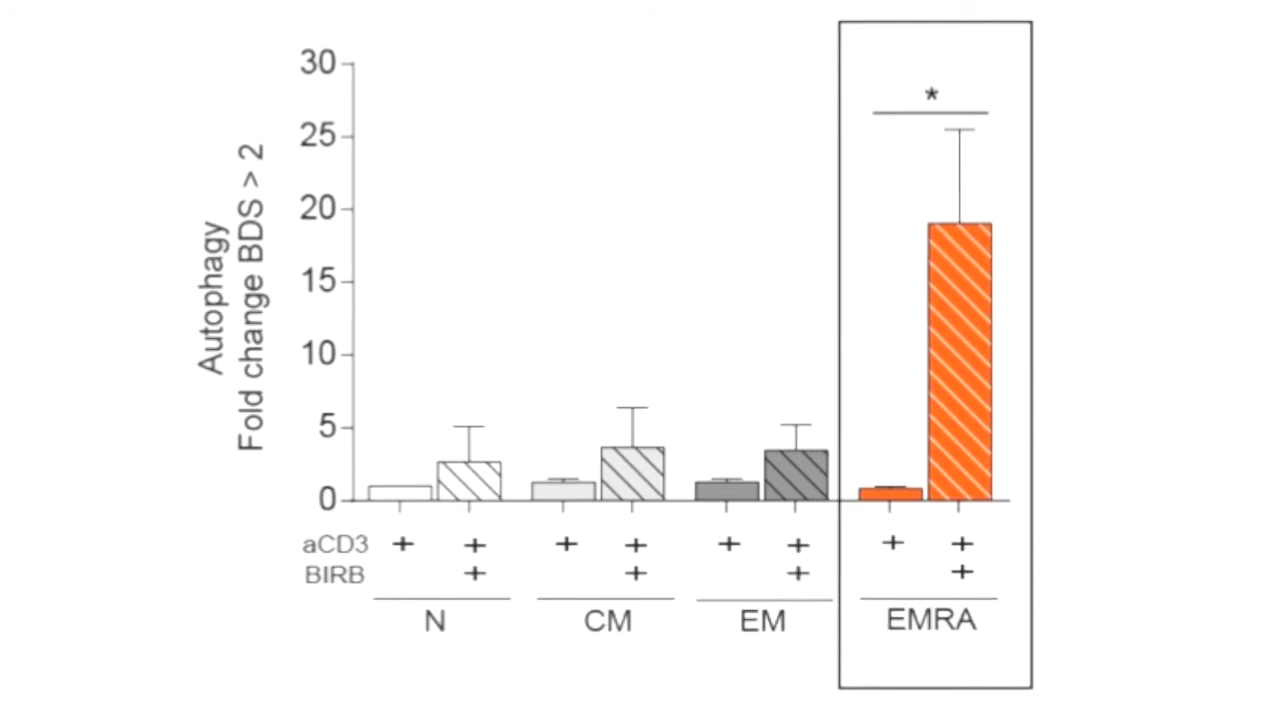 Autophagy
Fold change BDS > 2
30
25
20
15
10
5
0
*
aCD3 + + + + + + + +
BIRB + + + +
N CM EM EMRA